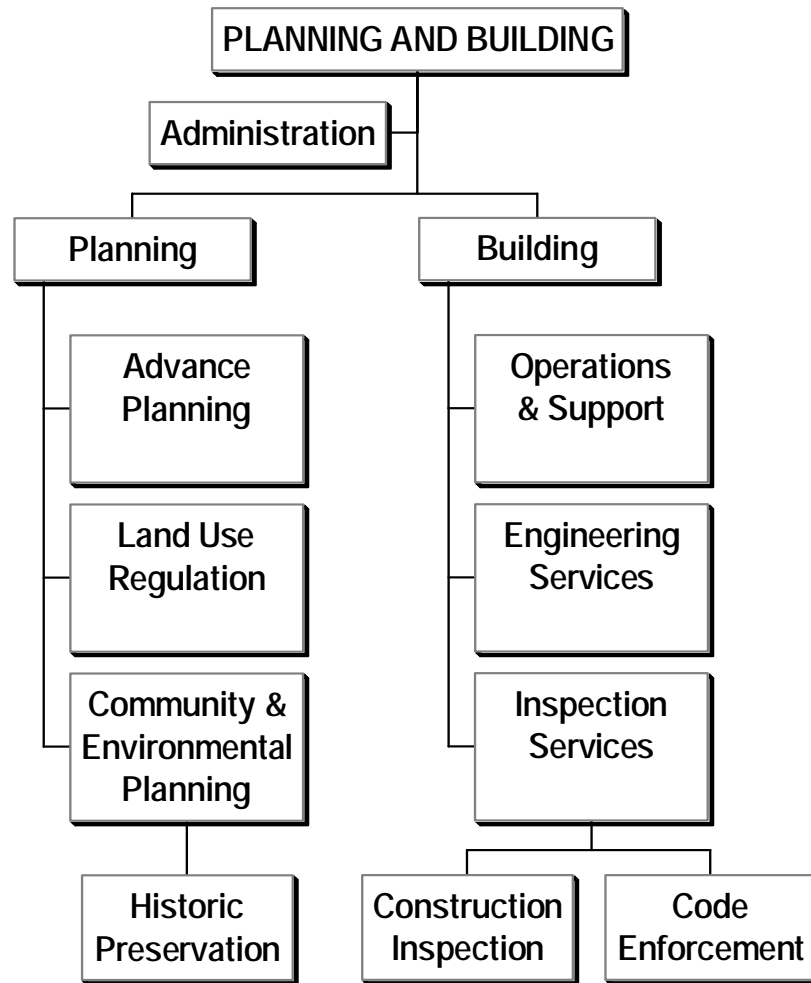 PLANNING AND BUILDING
Administration
Planning
Building
Advance
Planning
Operations
& Support
Land Use
Regulation
Engineering
Services
Community &
Environmental
Planning
Inspection
Services
Historic
Preservation
Construction
Inspection
Code
Enforcement